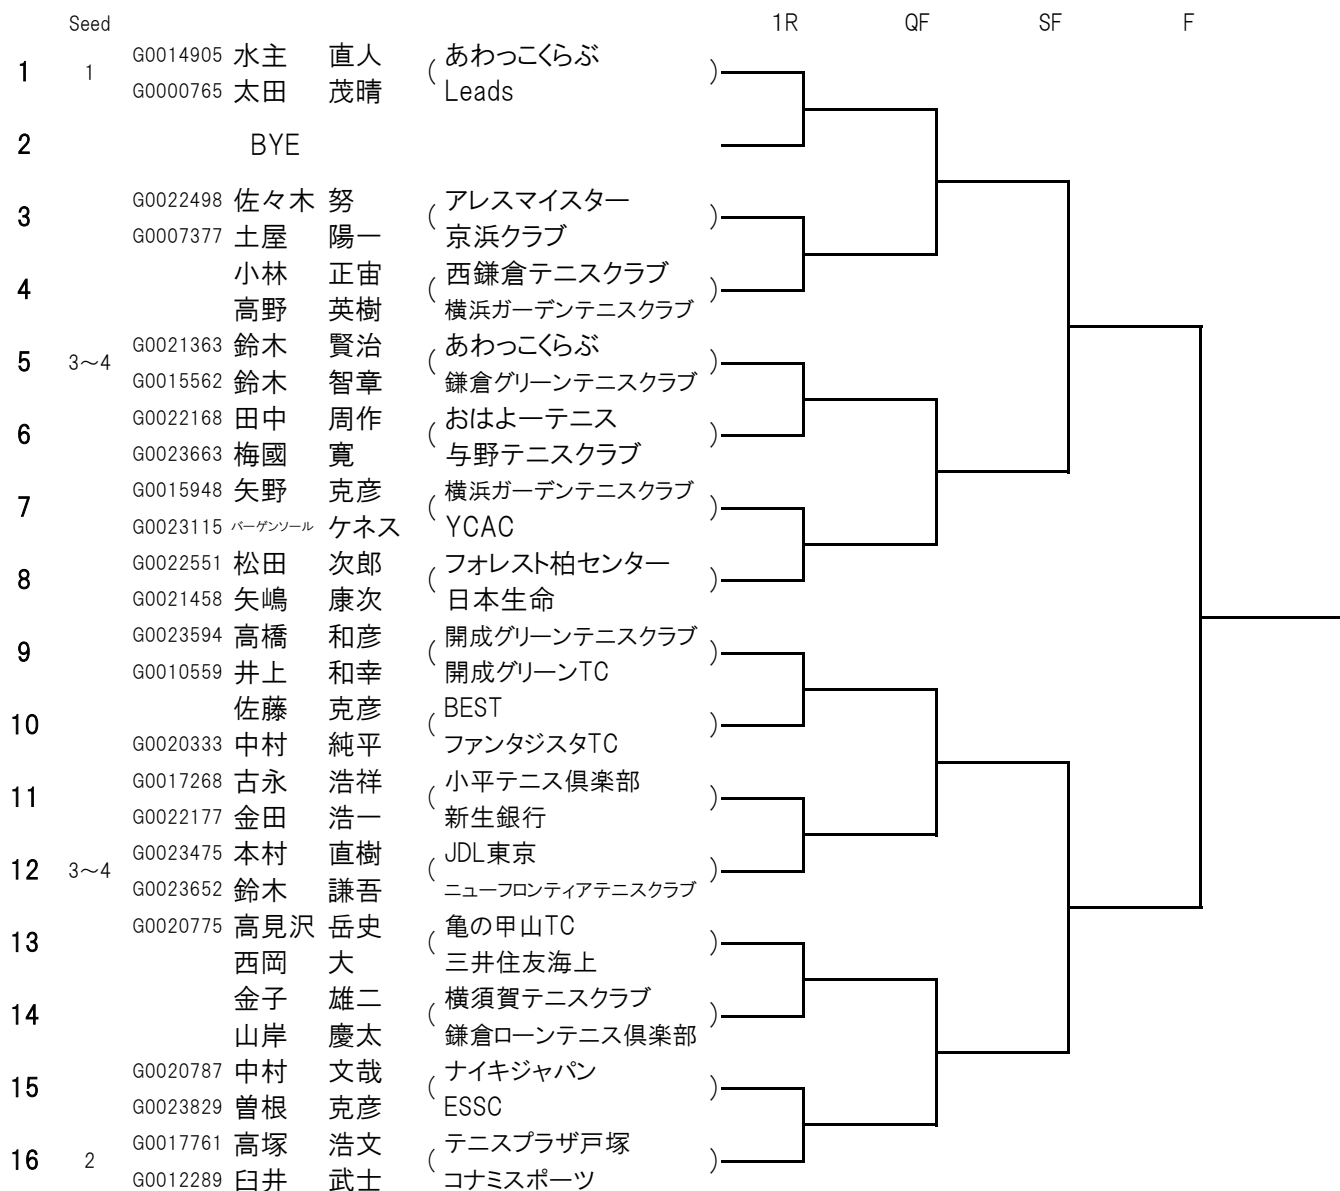 Seed 1R QF SF F
G0014905 水主 直人 あわっこくらぶ
1 1 ( )
G0000765 太田 茂晴 Leads
2 BYE
G0022498 佐々木 努 アレスマイスター
3 ( )
G0007377 土屋 陽一 京浜クラブ
小林 正宙 西鎌倉テニスクラブ
4 ( )
高野 英樹 横浜ガーデンテニスクラブ
G0021363 鈴木 賢治 あわっこくらぶ
5 3～4 ( )
G0015562 鈴木 智章 鎌倉グリーンテニスクラブ
G0022168 田中 周作 おはよーテニス
6 ( )
G0023663 梅國 寛 与野テニスクラブ
G0015948 矢野 克彦 横浜ガーデンテニスクラブ
7 ( )
G0023115 バーゲンソール ケネス YCAC
G0022551 松田 次郎 フォレスト柏センター
8 ( )
G0021458 矢嶋 康次 日本生命
G0023594 高橋 和彦 開成グリーンテニスクラブ
9 ( )
G0010559 井上 和幸 開成グリーンTC
佐藤 克彦 BEST
10 ( )
G0020333 中村 純平 ファンタジスタTC
G0017268 古永 浩祥 小平テニス倶楽部
11 ( )
G0022177 金田 浩一 新生銀行
G0023475 本村 直樹 JDL東京
12 3～4 ( )
G0023652 鈴木 謙吾 ニューフロンティアテニスクラブ
G0020775 高見沢 岳史 亀の甲山TC
13 ( )
西岡 大 三井住友海上
金子 雄二 横須賀テニスクラブ
14 ( )
山岸 慶太 鎌倉ローンテニス倶楽部
G0020787 中村 文哉 ナイキジャパン
15 ( )
G0023829 曽根 克彦 ESSC
G0017761 高塚 浩文 テニスプラザ戸塚
16 2 ( )
G0012289 臼井 武士 コナミスポーツ